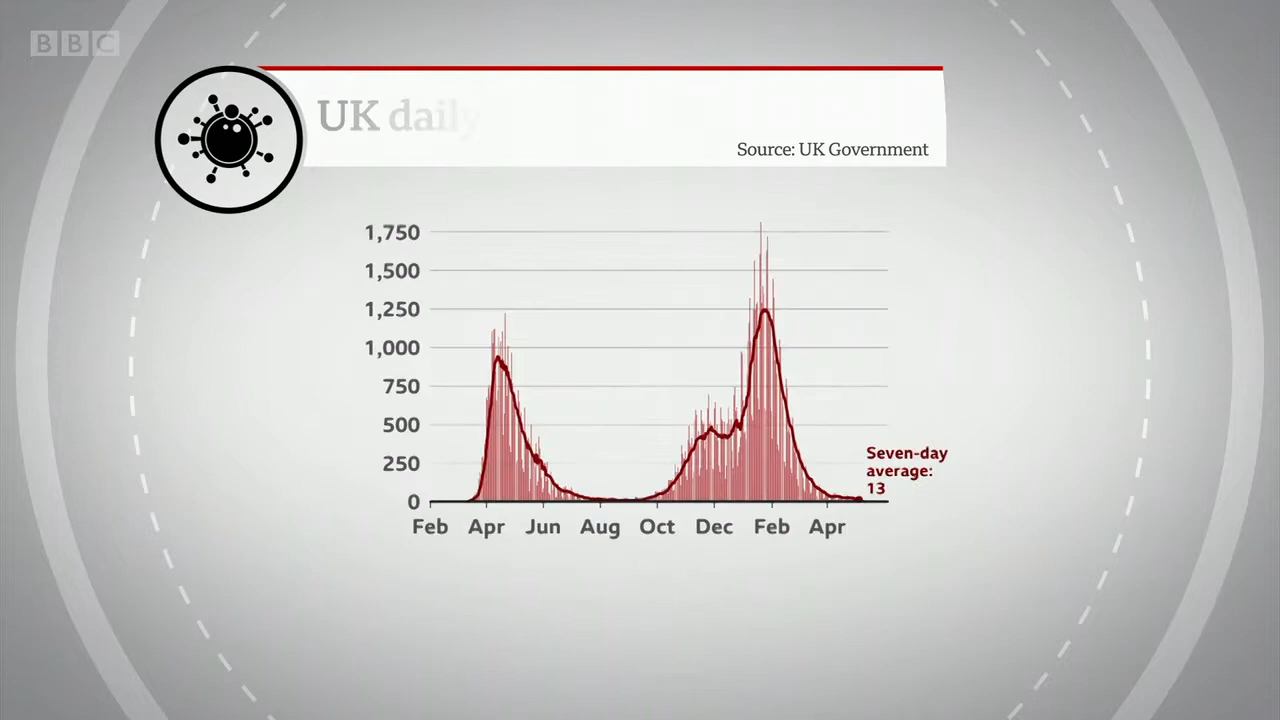 BBC
UK daily
Source: UK Government
1,750
1,500
1,250
1,000
750
500
250
0
Seven-day
average:
13
Feb Apr Jun Aug Oct Dec Feb Apr